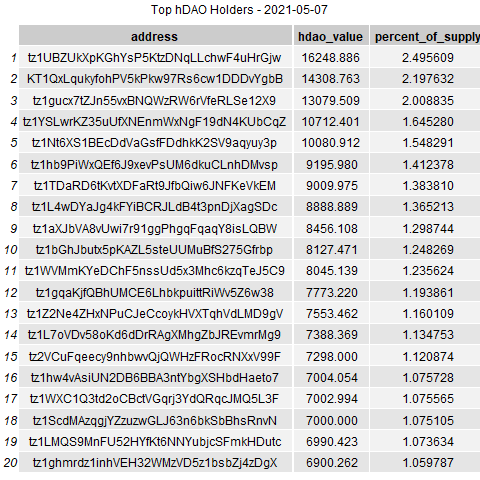 Top hDAO Holders - 2021-05-07
address hdao_value percent_of_supply
1 tz1UBZUkXpKGhYsP5KtzDNqLLchwF4uHrGjw 16248.886 2.495609
2 KT1QxLqukyfohPV5kPkw97Rs6cw1DDDvYgbB 14308.763 2.197632
3 tz1gucx7tZJn55vxBNQWzRW6rVfeRLSe12X9 13079.509 2.008835
4 tz1YSLwrKZ35uUfXNEnmWxNgF19dN4KUbCqZ 10712.401 1.645280
5 tz1Nt6XS1BEcDdVaGsfFDdhkK2SV9aqyuy3p 10080.912 1.548291
6 tz1hb9PiWxQEf6J9xevPsUM6dkuCLnhDMvsp 9195.980 1.412378
7 tz1TDaRD6tKvtXDFaRt9JfbQiw6JNFKeVkEM 9009.975 1.383810
8 tz1L4wDYaJg4kFYiBCRJLdB4t3pnDjXagSDc 8888.889 1.365213
9 tz1aXJbVA8vUwi7r91ggPhgqFqaqY8isLQBW 8456.108 1.298744
10 tz1bGhJbutx5pKAZL5steUUMuBfS275Gfrbp 8127.471 1.248269
11 tz1WVMmKYeDChF5nssUd5x3Mhc6kzqTeJ5C9 8045.139 1.235624
12 tz1gqaKjfQBhUMCE6LhbkpuittRiWv5Z6w38 7773.220 1.193861
13 tz1Z2Ne4ZHxNPuCJeCcoykHVXTqhVdLMD9gV 7553.462 1.160109
14 tz1L7oVDv58oKd6dDrRAgXMhgZbJREvmrMg9 7388.369 1.134753
15 tz2VCuFqeecy9nhbwvQjQWHzFRocRNXxV99F 7298.000 1.120874
16 tz1hw4vAsiUN2DB6BBA3ntYbgXSHbdHaeto7 7004.054 1.075728
17 tz1WXC1Q3td2oCBctVGqrj3YdQRqcJMQ5L3F 7002.994 1.075565
18 tz1ScdMAzqgjYZzuzwGLJ63n6bkSbBhsRnvN 7000.000 1.075105
19 tz1LMQS9MnFU52HYfKt6NNYubjcSFmkHDutc 6990.423 1.073634
20 tz1ghmrdz1inhVEH32WMzVD5z1bsbZj4zDgX 6900.262 1.059787